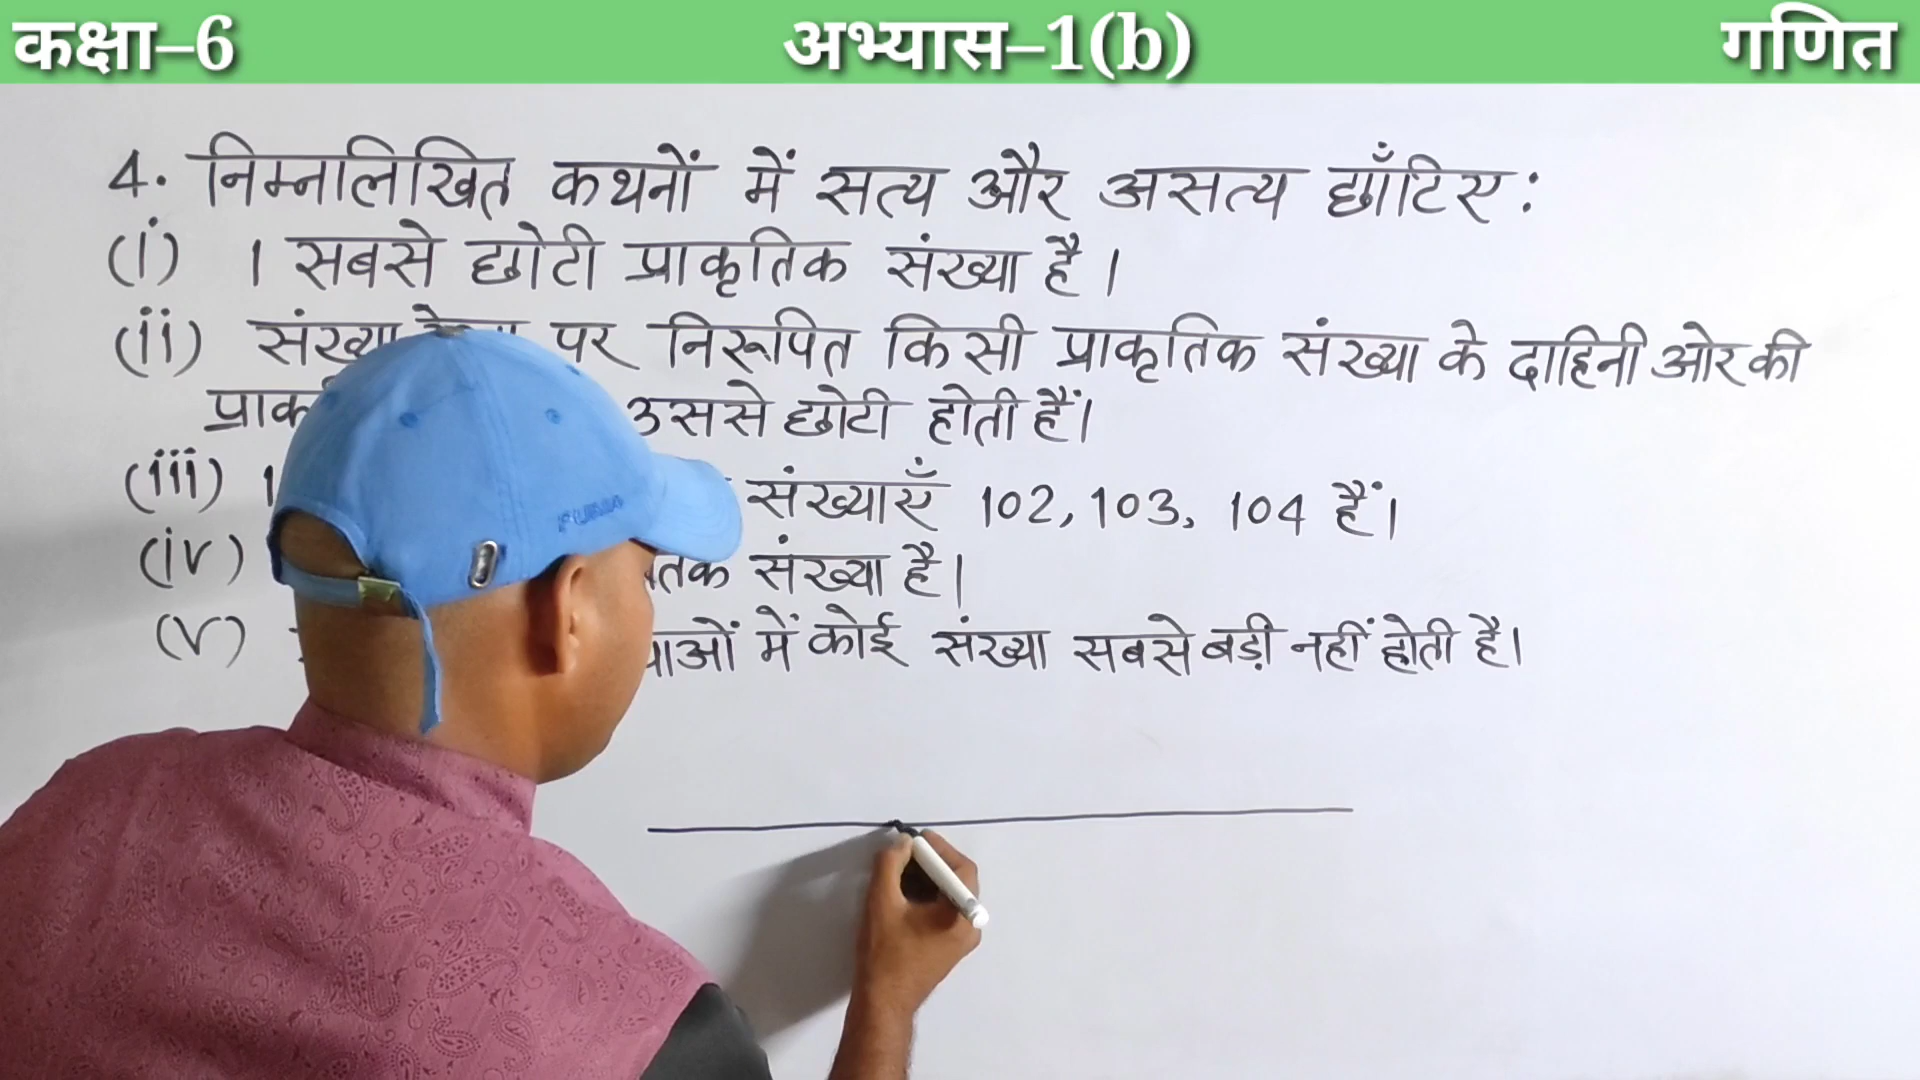 कक्षा–6 अभ्यास–1(b) गणित
4. निम्नलिखित कथनों में सत्य और असत्य छाँटिए :
(i) 1 सबसे छोटी प्राकृतिक संख्या है।
(ii) संख्या पर निरूपित किसी प्राकृतिक संख्या के दाहिनी ओर की
उससे छोटी होती हैं।
(iii) संख्याएँ 102, 103, 104 हैं।
(iv) संख्या है।
(v) में कोई संख्या सबसे बड़ी नहीं होती है।